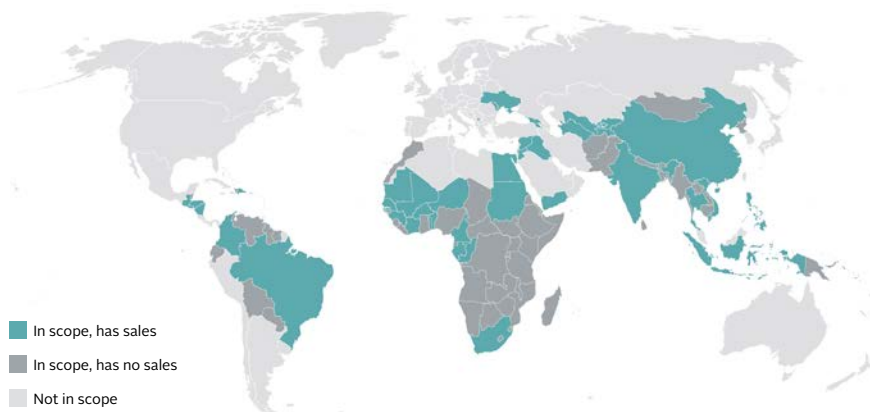 In scope, has sales
In scope, has no sales
Not in scope